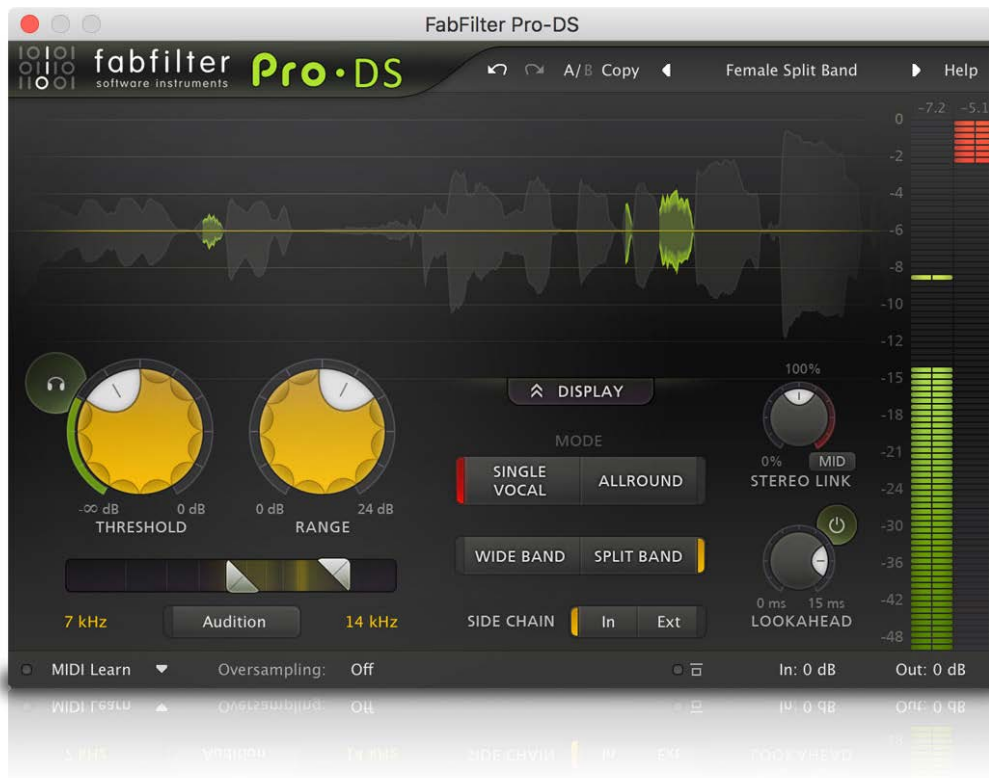 FabFilter Pro-DS
fabfilter
software instruments
Pro·DS
A/B Copy
Female Split Band
Help
-7.2 -5.1
0
-2
-4
-6
-8
-10
-12
-15
-18
-21
-24
-30
-36
-42
-48
DISPLAY
MODE
SINGLE VOCAL
ALLROUND
WIDE BAND
SPLIT BAND
SIDE CHAIN
In
Ext
-∞ dB 0 dB
THRESHOLD
0 dB 24 dB
RANGE
100%
0% MID
STEREO LINK
0 ms 15 ms
LOOKAHEAD
7 kHz
Audition
14 kHz
MIDI Learn
Oversampling: Off
In: 0 dB
Out: 0 dB